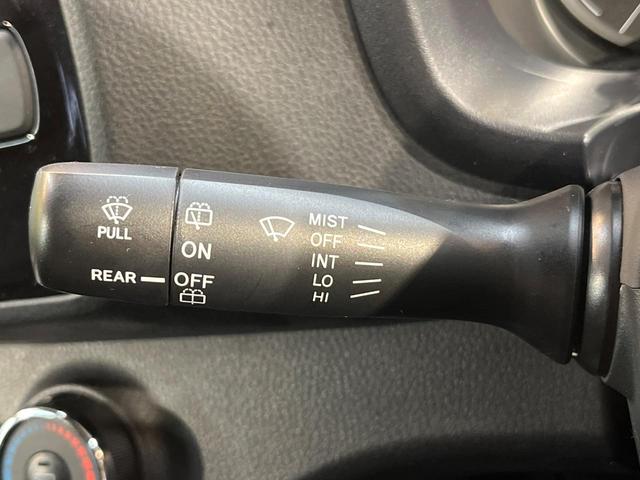 PULL
REAR
ON
OFF
MIST
OFF
INT
LO
HI